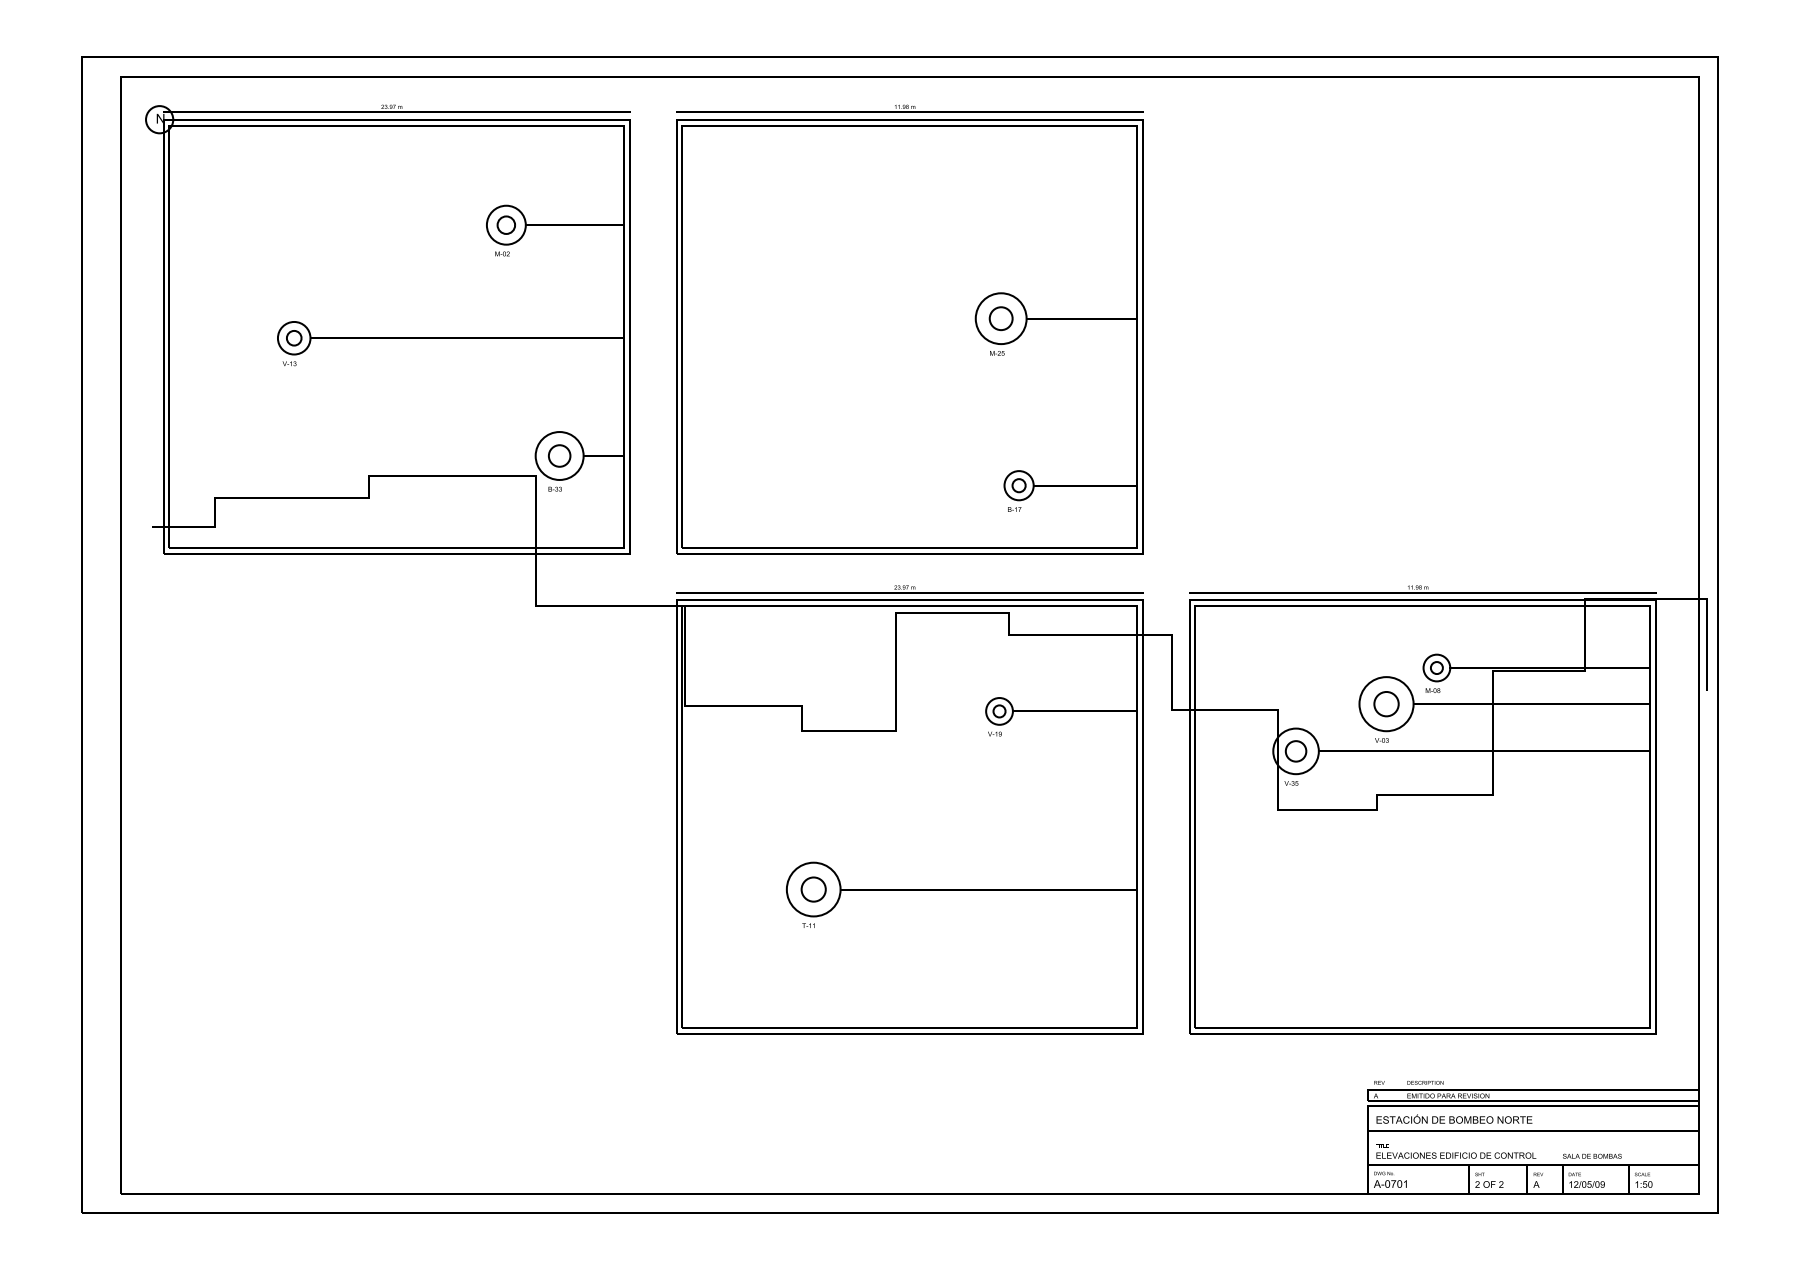 23.97 m
11.98 m
N
M-02
V-13
M-25
B-33
B-17
23.97 m
11.98 m
M-08
V-19
V-03
V-35
T-11
REV DESCRIPTION
A EMITIDO PARA REVISION
ESTACIÓN DE BOMBEO NORTE
TITLE
ELEVACIONES EDIFICIO DE CONTROL SALA DE BOMBAS
DWG No. SHT REV DATE SCALE
A-0701 2 OF 2 A 12/05/09 1:50